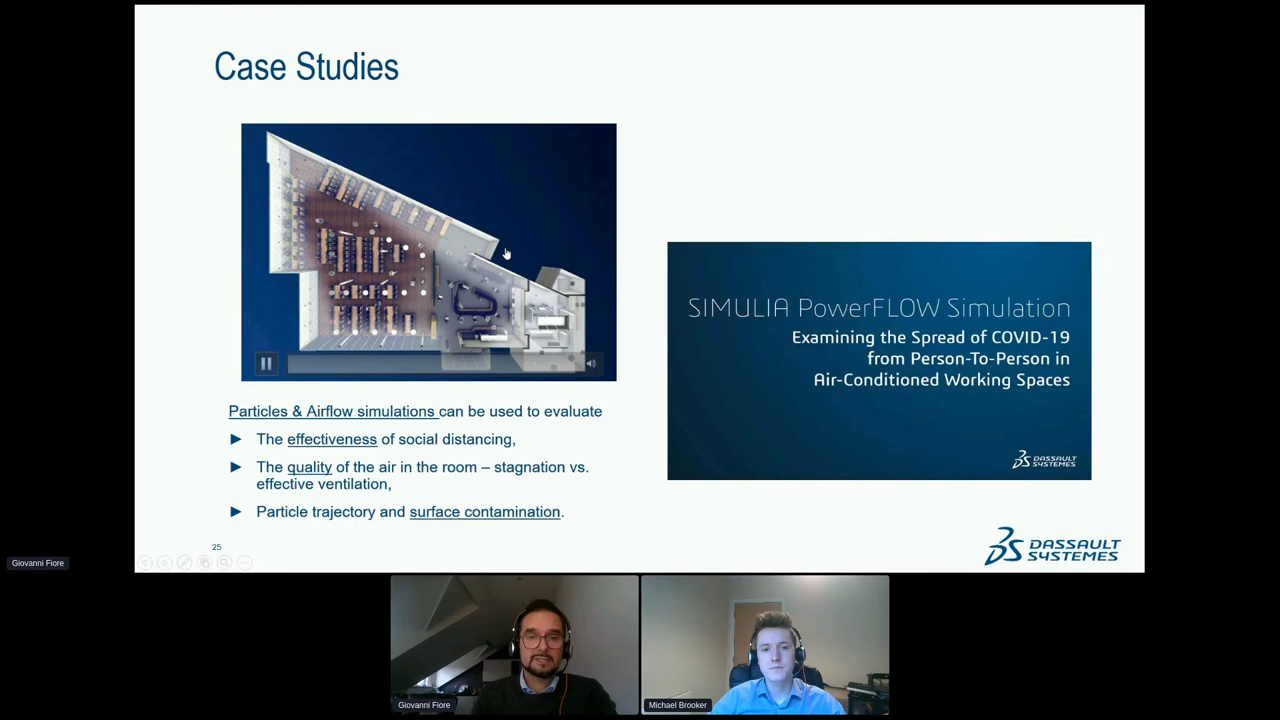 Case Studies
SIMULIA PowerFLOW Simulation
Examining the Spread of COVID-19
from Person-To-Person in
Air-Conditioned Working Spaces
DASSAULT
SYSTEMES
Particles & Airflow simulations can be used to evaluate
► The effectiveness of social distancing,
► The quality of the air in the room – stagnation vs.
effective ventilation,
► Particle trajectory and surface contamination.
25
DASSAULT
SYSTEMES
Giovanni Fiore
Giovanni Fiore
Michael Brooker